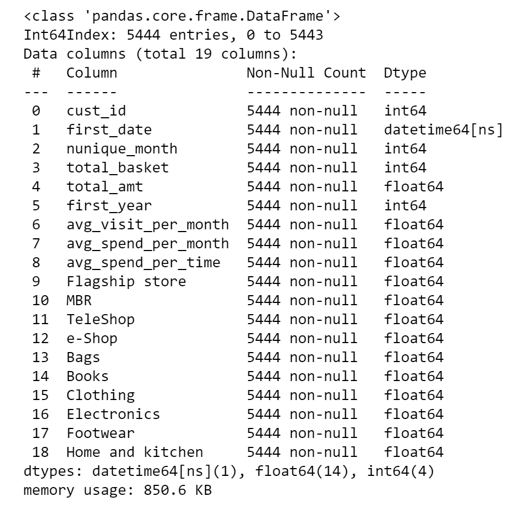 <class 'pandas.core.frame.DataFrame'>
Int64Index: 5444 entries, 0 to 5443
Data columns (total 19 columns):
 #   Column               Non-Null Count  Dtype
---  ------               --------------  -----
 0   cust_id              5444 non-null   int64
 1   first_date           5444 non-null   datetime64[ns]
 2   nunique_month        5444 non-null   int64
 3   total_basket         5444 non-null   int64
 4   total_amt            5444 non-null   float64
 5   first_year           5444 non-null   int64
 6   avg_visit_per_month  5444 non-null   float64
 7   avg_spend_per_month  5444 non-null   float64
 8   avg_spend_per_time   5444 non-null   float64
 9   Flagship store       5444 non-null   float64
 10  MBR                  5444 non-null   float64
 11  TeleShop             5444 non-null   float64
 12  e-Shop               5444 non-null   float64
 13  Bags                 5444 non-null   float64
 14  Books                5444 non-null   float64
 15  Clothing             5444 non-null   float64
 16  Electronics          5444 non-null   float64
 17  Footwear             5444 non-null   float64
 18  Home and kitchen     5444 non-null   float64
dtypes: datetime64[ns](1), float64(14), int64(4)
memory usage: 850.6 KB